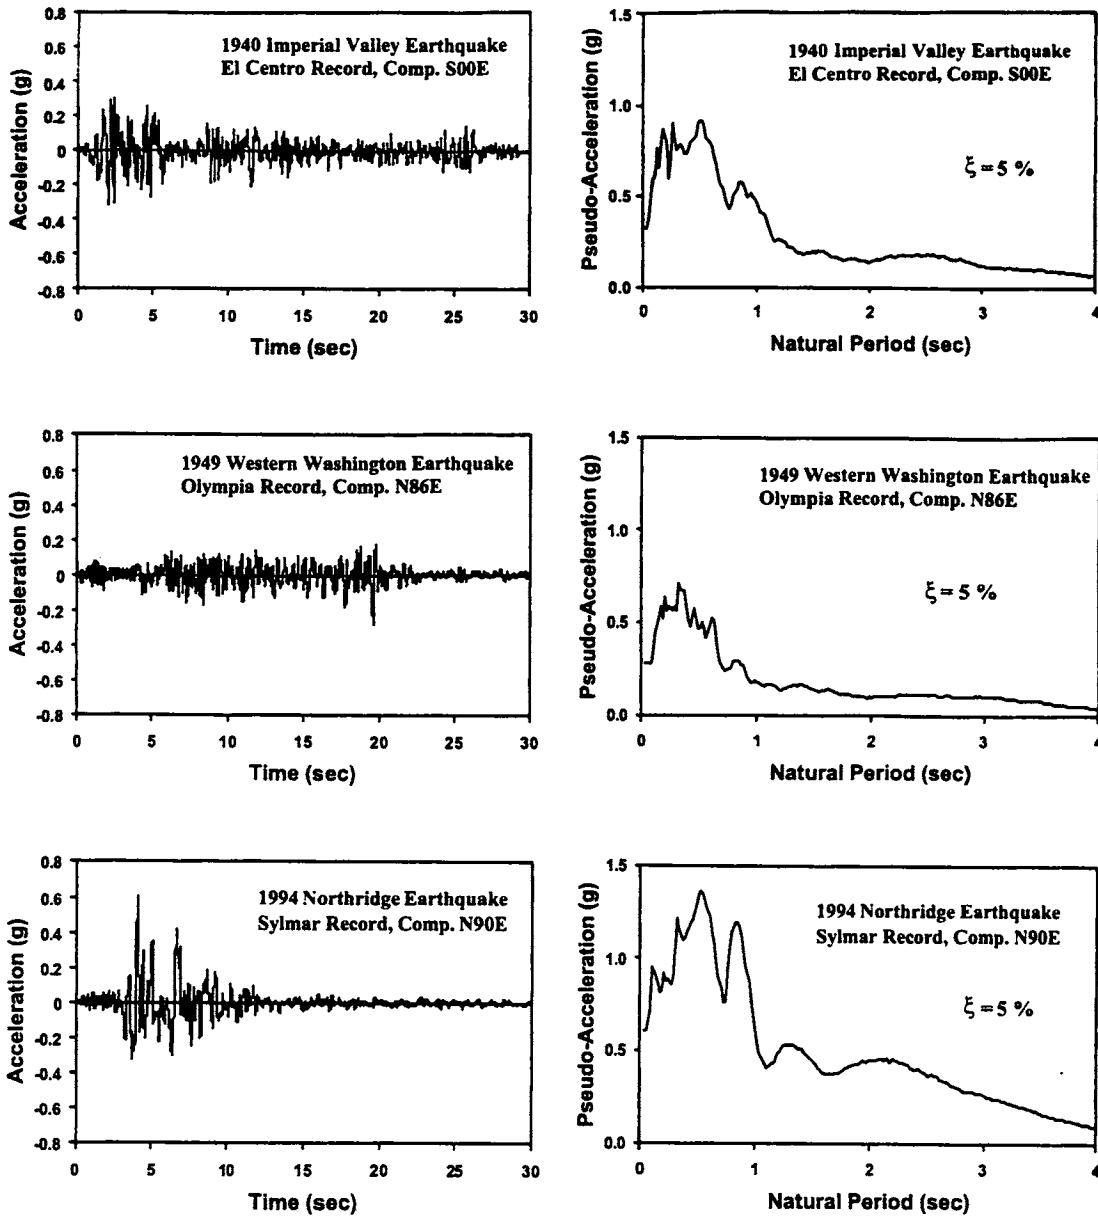 0.8
0.6
0.4
0.2
0
-0.2
-0.4
-0.6
-0.8
Acceleration (g)
1940 Imperial Valley Earthquake
El Centro Record, Comp. S00E
0 5 10 15 20 25 30
Time (sec)
1.5
1.0
0.5
0.0
Pseudo-Acceleration (g)
1940 Imperial Valley Earthquake
El Centro Record, Comp. S00E
ξ = 5 %
0 1 2 3 4
Natural Period (sec)
0.8
0.6
0.4
0.2
0
-0.2
-0.4
-0.6
-0.8
Acceleration (g)
1949 Western Washington Earthquake
Olympia Record, Comp. N86E
0 5 10 15 20 25 30
Time (sec)
1.5
1.0
0.5
0.0
Pseudo-Acceleration (g)
1949 Western Washington Earthquake
Olympia Record, Comp. N86E
ξ = 5 %
0 1 2 3 4
Natural Period (sec)
0.8
0.6
0.4
0.2
0
-0.2
-0.4
-0.6
-0.8
Acceleration (g)
1994 Northridge Earthquake
Sylmar Record, Comp. N90E
0 5 10 15 20 25 30
Time (sec)
1.5
1.0
0.5
0.0
Pseudo-Acceleration (g)
1994 Northridge Earthquake
Sylmar Record, Comp. N90E
ξ = 5 %
0 1 2 3 4
Natural Period (sec)